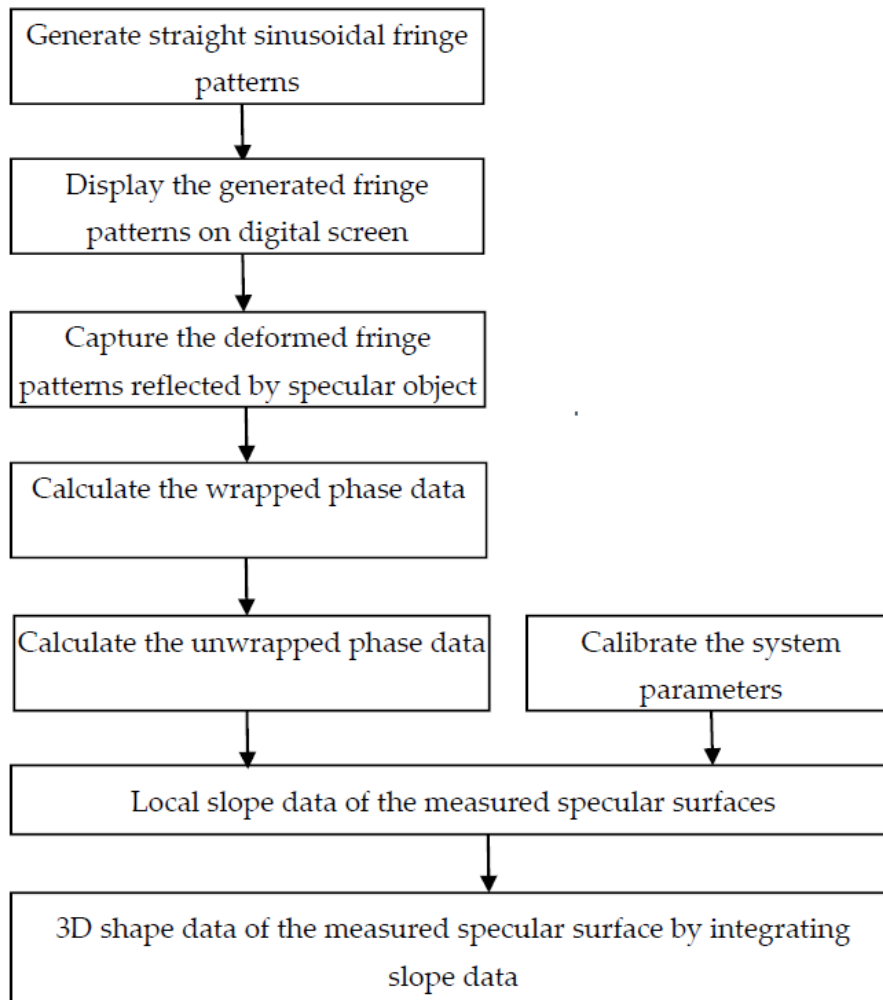 Generate straight sinusoidal fringe
patterns
Display the generated fringe
patterns on digital screen
Capture the deformed fringe
patterns reflected by specular object
Calculate the wrapped phase data
Calculate the unwrapped phase data
Calibrate the system
parameters
Local slope data of the measured specular surfaces
3D shape data of the measured specular surface by integrating
slope data